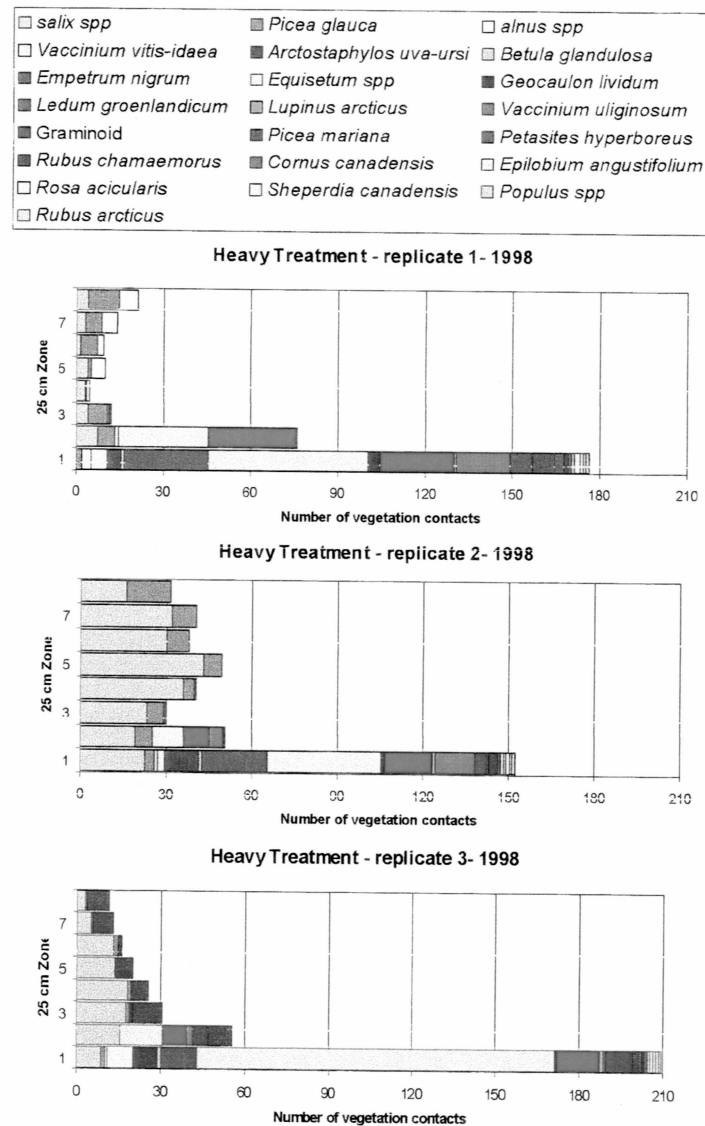 salix spp Picea glauca alnus spp
Vaccinium vitis-idaea Arctostaphylos uva-ursi Betula glandulosa
Empetrum nigrum Equisetum spp Geocaulon lividum
Ledum groenlandicum Lupinus arcticus Vaccinium uliginosum
Graminoid Picea mariana Petasites hyperboreus
Rubus chamaemorus Cornus canadensis Epilobium angustifolium
Rosa acicularis Sheperdia canadensis Populus spp
Rubus arcticus
Heavy Treatment - replicate 1- 1998
25 cm Zone
7
5
3
1
0 30 60 90 120 150 180 210
Number of vegetation contacts
Heavy Treatment - replicate 2- 1998
25 cm Zone
7
5
3
1
0 30 60 90 120 150 180 210
Number of vegetation contacts
Heavy Treatment - replicate 3- 1998
25 cm Zone
7
5
3
1
0 30 60 90 120 150 180 210
Number of vegetation contacts